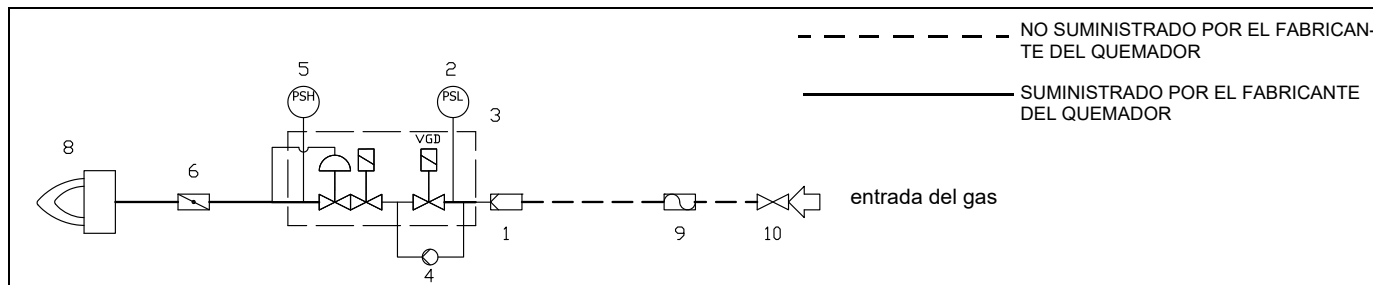 NO SUMINISTRADO POR EL FABRICAN-
TE DEL QUEMADOR
SUMINISTRADO POR EL FABRICANTE
DEL QUEMADOR
5
2
PSH
PSL
3
VGD
8
6
entrada del gas
1
9
10
4